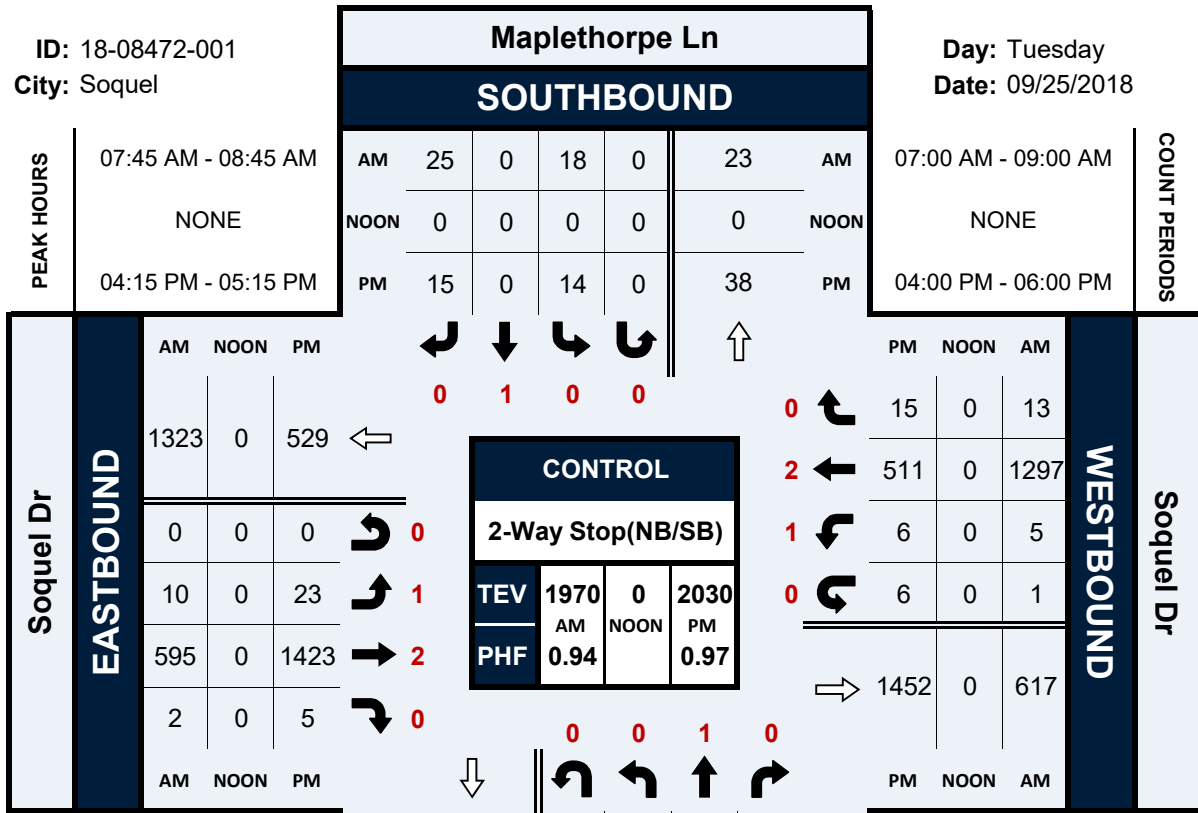 ID: 18-08472-001
City: Soquel
Maplethorpe Ln
SOUTHBOUND
Day: Tuesday
Date: 09/25/2018
PEAK HOURS
07:45 AM - 08:45 AM
NONE
04:15 PM - 05:15 PM
AM 25 0 18 0 23 AM
NOON 0 0 0 0 0 NOON
PM 15 0 14 0 38 PM
07:00 AM - 09:00 AM
NONE
04:00 PM - 06:00 PM
COUNT PERIODS
0 1 0 0
Soquel Dr
EASTBOUND
AM NOON PM
1323 0 529
0 0 0 0
10 0 23 1
595 0 1423 2
2 0 5 0
AM NOON PM
CONTROL
2-Way Stop(NB/SB)
TEV 1970 0 2030
AM NOON PM
PHF 0.94 0.97
PM NOON AM
0 15 0 13
2 511 0 1297
1 6 0 5
0 6 0 1
1452 0 617
PM NOON AM
WESTBOUND
Soquel Dr
0 0 1 0